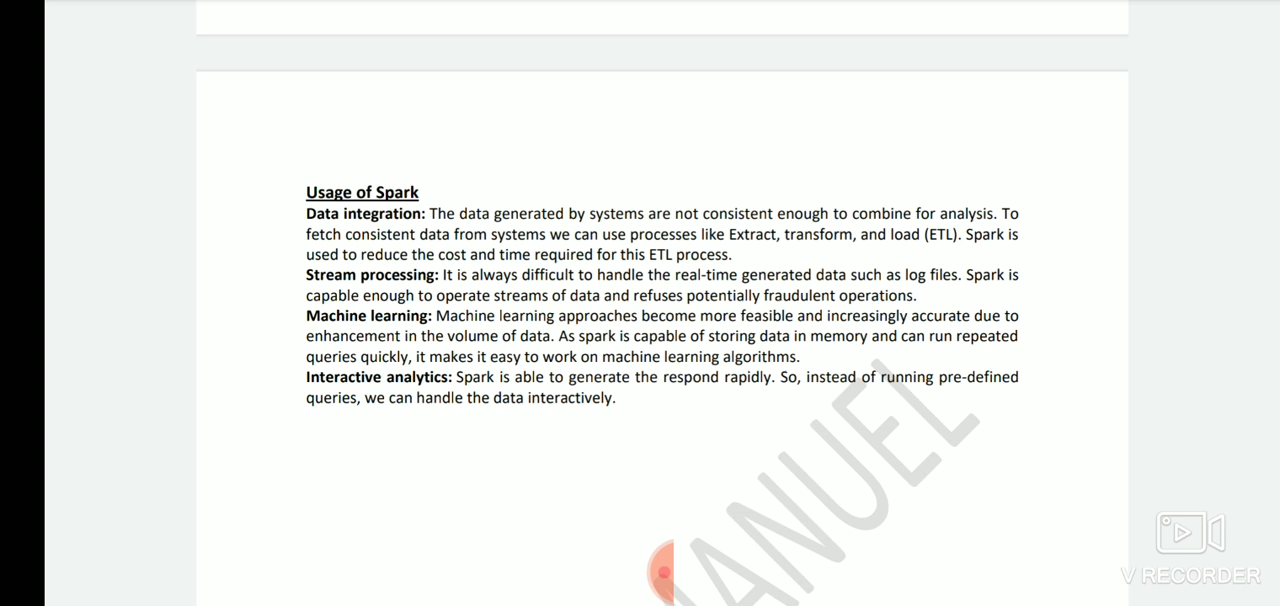 Usage of Spark
Data integration: The data generated by systems are not consistent enough to combine for analysis. To
fetch consistent data from systems we can use processes like Extract, transform, and load (ETL). Spark is
used to reduce the cost and time required for this ETL process.
Stream processing: It is always difficult to handle the real-time generated data such as log files. Spark is
capable enough to operate streams of data and refuses potentially fraudulent operations.
Machine learning: Machine learning approaches become more feasible and increasingly accurate due to
enhancement in the volume of data. As spark is capable of storing data in memory and can run repeated
queries quickly, it makes it easy to work on machine learning algorithms.
Interactive analytics: Spark is able to generate the respond rapidly. So, instead of running pre-defined
queries, we can handle the data interactively.
V RECORDER